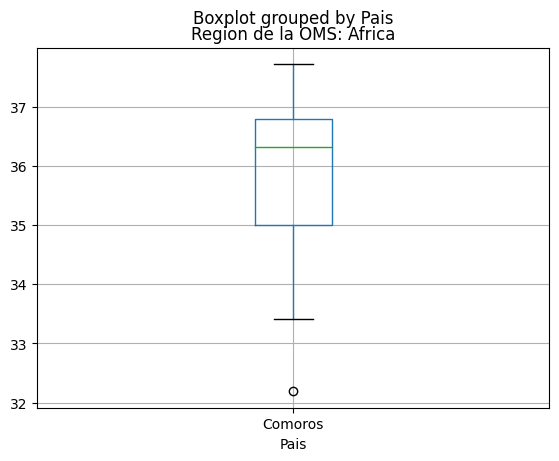 Boxplot grouped by Pais
Region de la OMS: Africa
37
36
35
34
33
32
Comoros
Pais